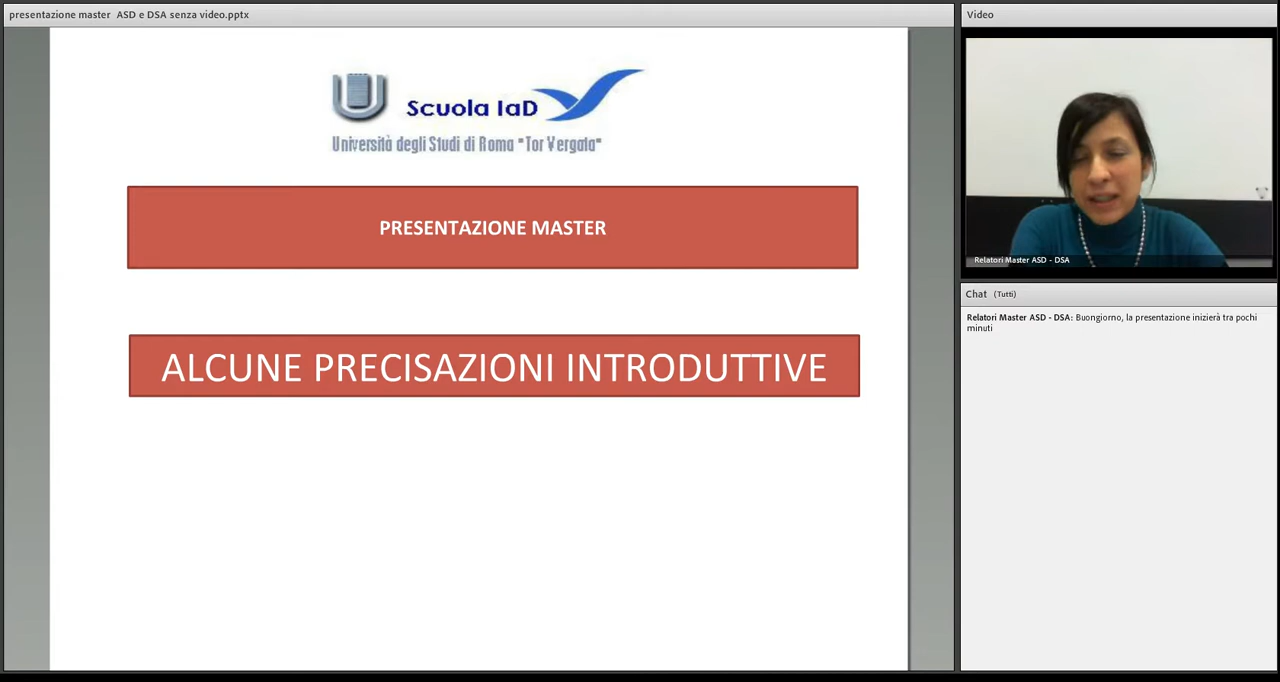 presentazione master ASD e DSA senza video.pptx
Scuola IaD
Università degli Studi di Roma "Tor Vergata"
PRESENTAZIONE MASTER
ALCUNE PRECISAZIONI INTRODUTTIVE
Video
Relatori Master ASD - DSA
Chat (Tutti)
Relatori Master ASD - DSA: Buongiorno, la presentazione inizierà tra pochi
minuti